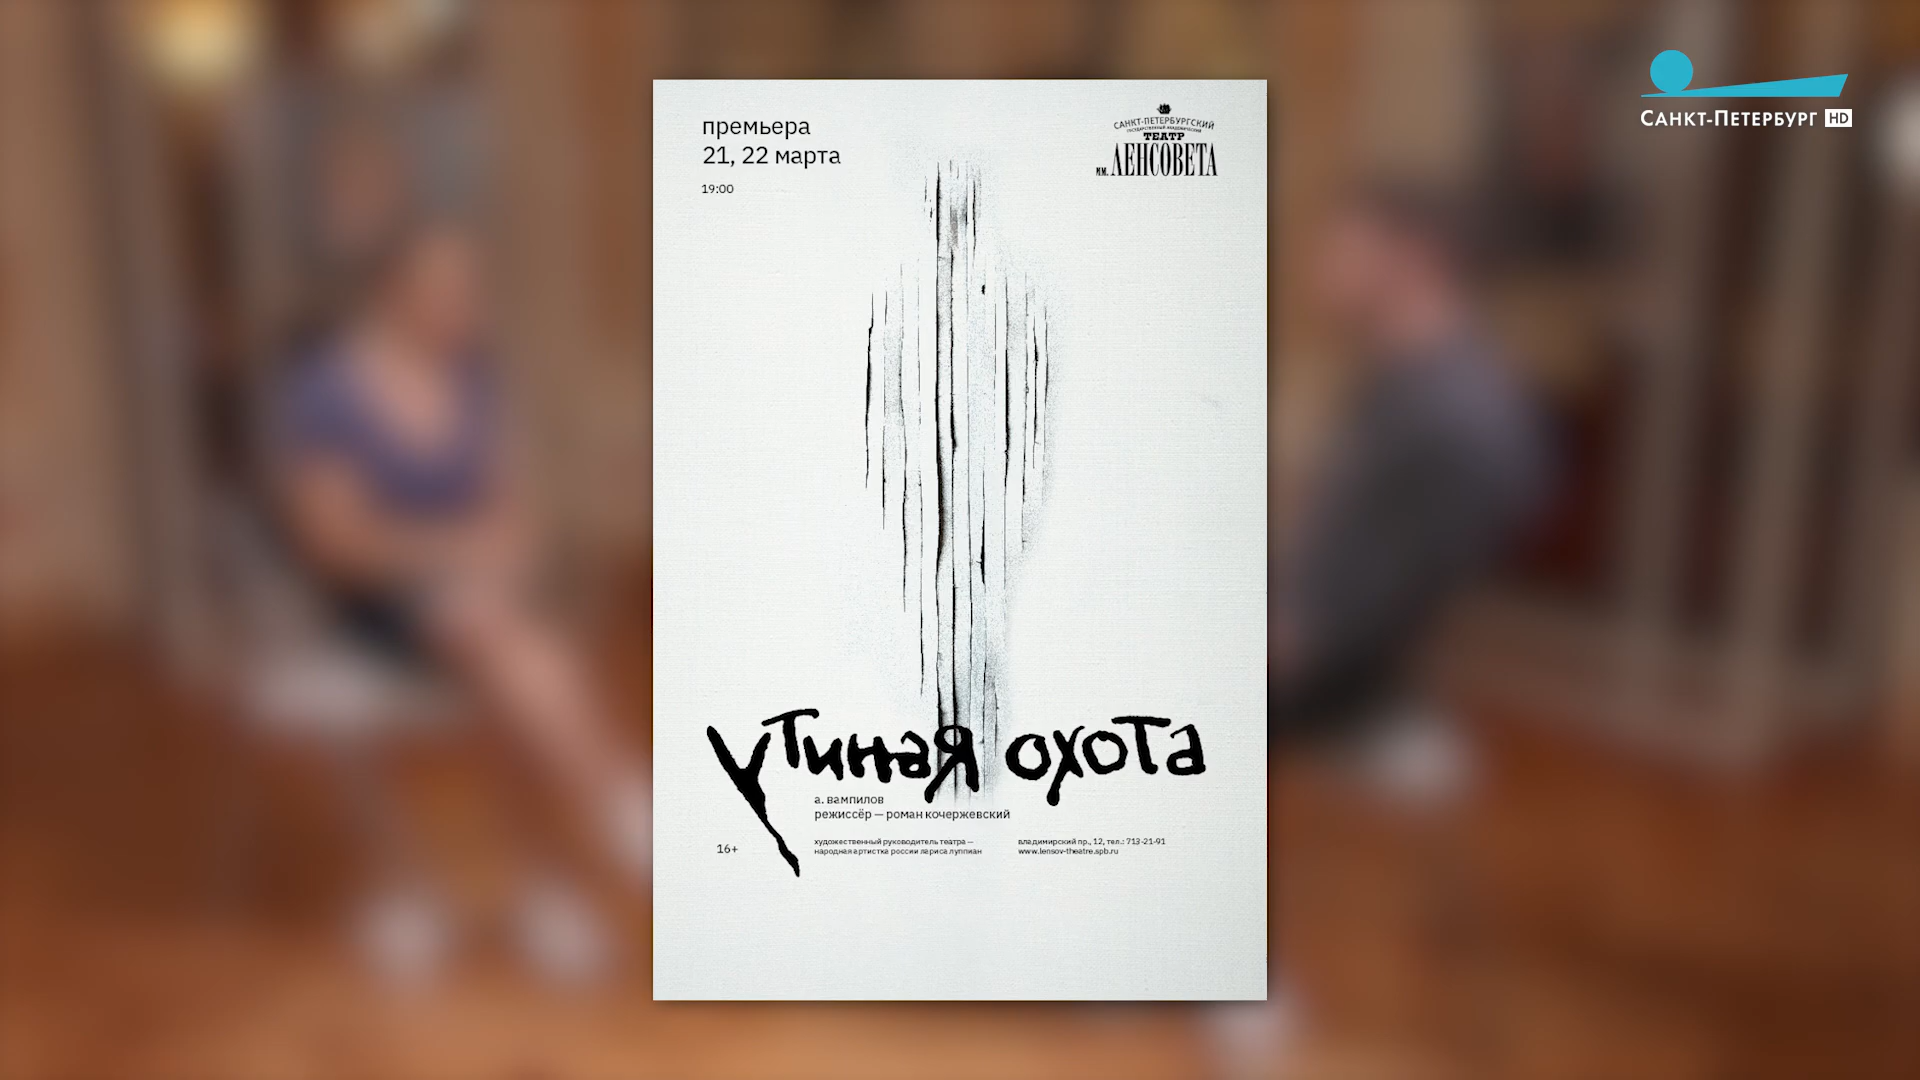 премьера
21, 22 марта
19:00
САНКТ-ПЕТЕРБУРГСКИЙ
ГОСУДАРСТВЕННЫЙ АКАДЕМИЧЕСКИЙ
ТЕАТР
им. ЛЕНСОВЕТА
САНКТ-ПЕТЕРБУРГ HD
утиная охота
а. вампилов
режиссёр — роман кочержевский
16+
художественный руководитель театра —
народная артистка россии лариса луппиан
владимирский пр., 12, тел.: 713-21-91
www.lensov-theatre.spb.ru